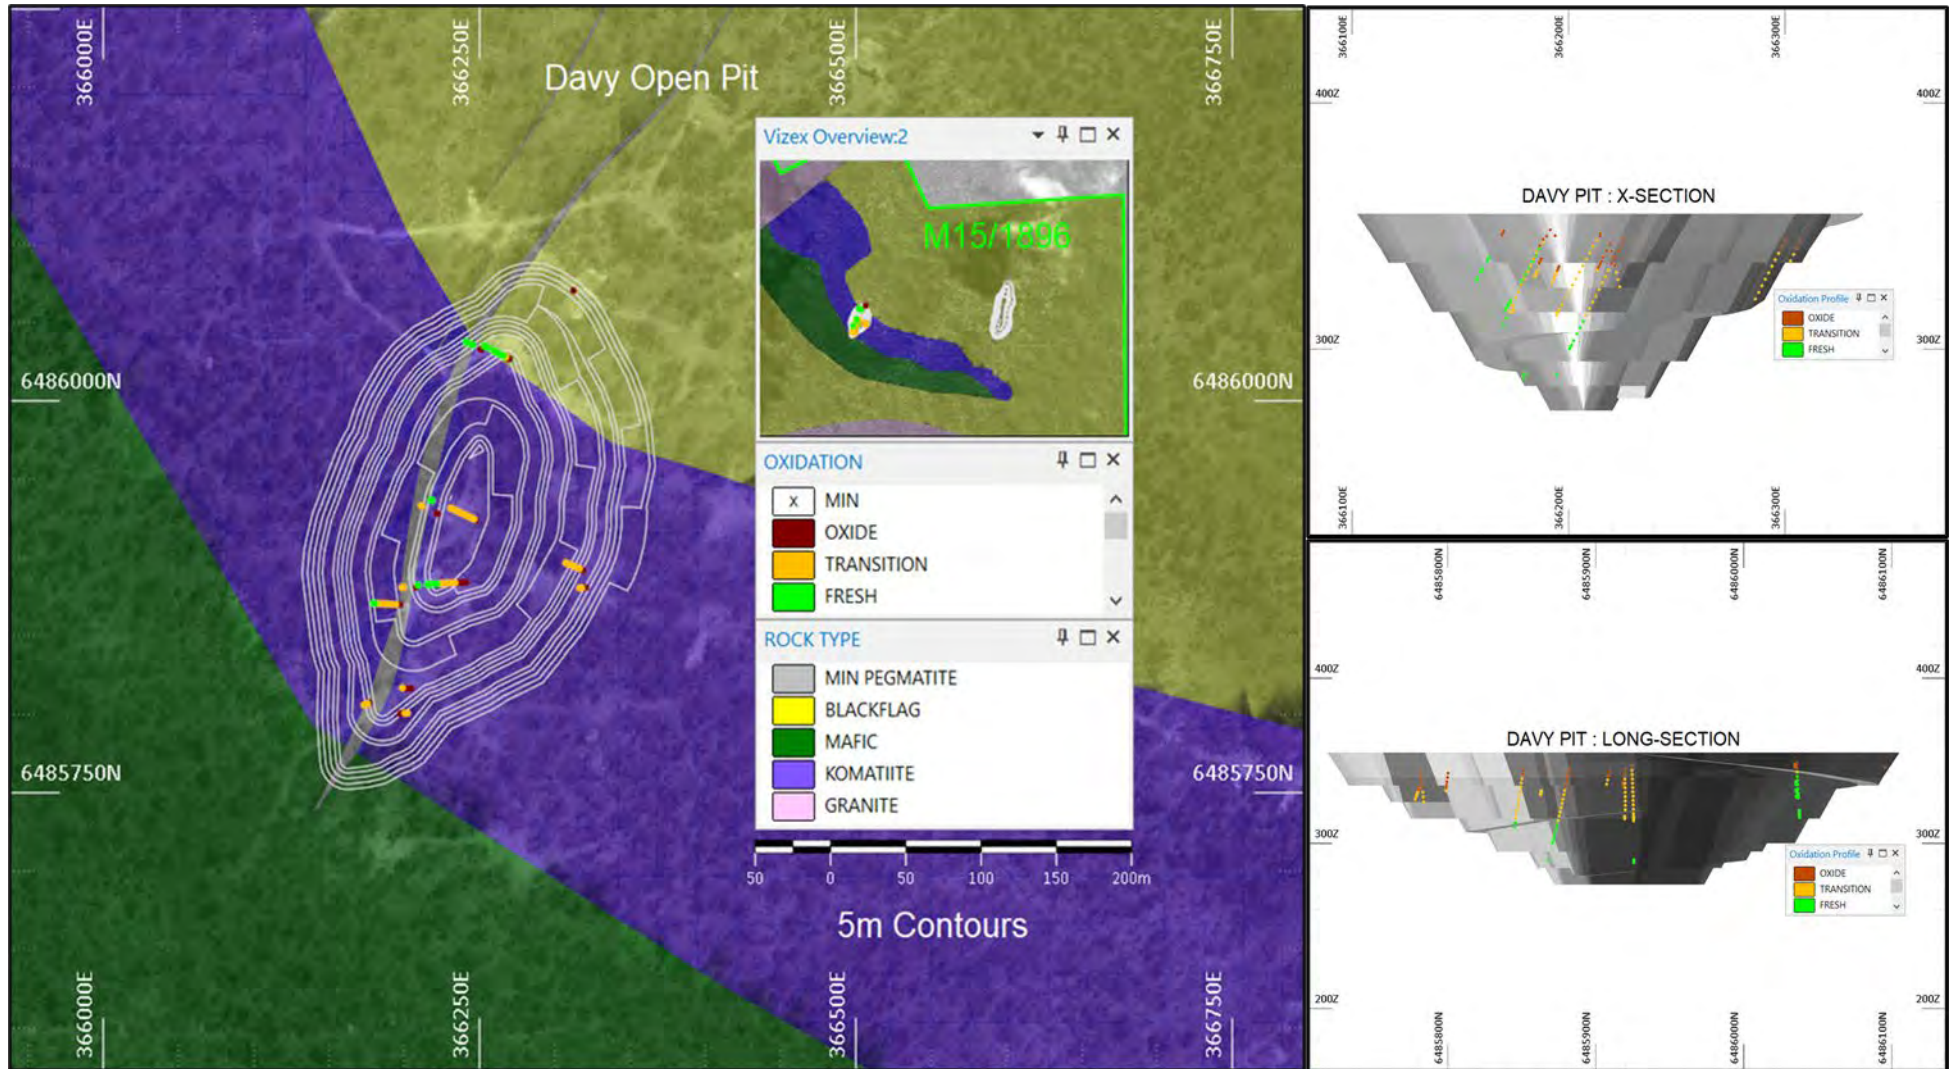 366000E
366250E
366500E
366750E
Davy Open Pit
Vizex Overview:2
M15/1896
6486000N
6486000N
OXIDATION
x MIN
OXIDE
TRANSITION
FRESH
ROCK TYPE
MIN PEGMATITE
BLACKFLAG
MAFIC
KOMATIITE
GRANITE
6485750N
6485750N
50 0 50 100 150 200m
5m Contours
366000E
366250E
366500E
366750E
366100E
366200E
366300E
400Z
400Z
DAVY PIT : X-SECTION
Oxidation Profile
OXIDE
TRANSITION
FRESH
300Z
300Z
366100E
366200E
366300E
6485800N
6485900N
6486000N
6486100N
400Z
400Z
DAVY PIT : LONG-SECTION
300Z
300Z
Oxidation Profile
OXIDE
TRANSITION
FRESH
200Z
200Z
6485800N
6485900N
6486000N
6486100N